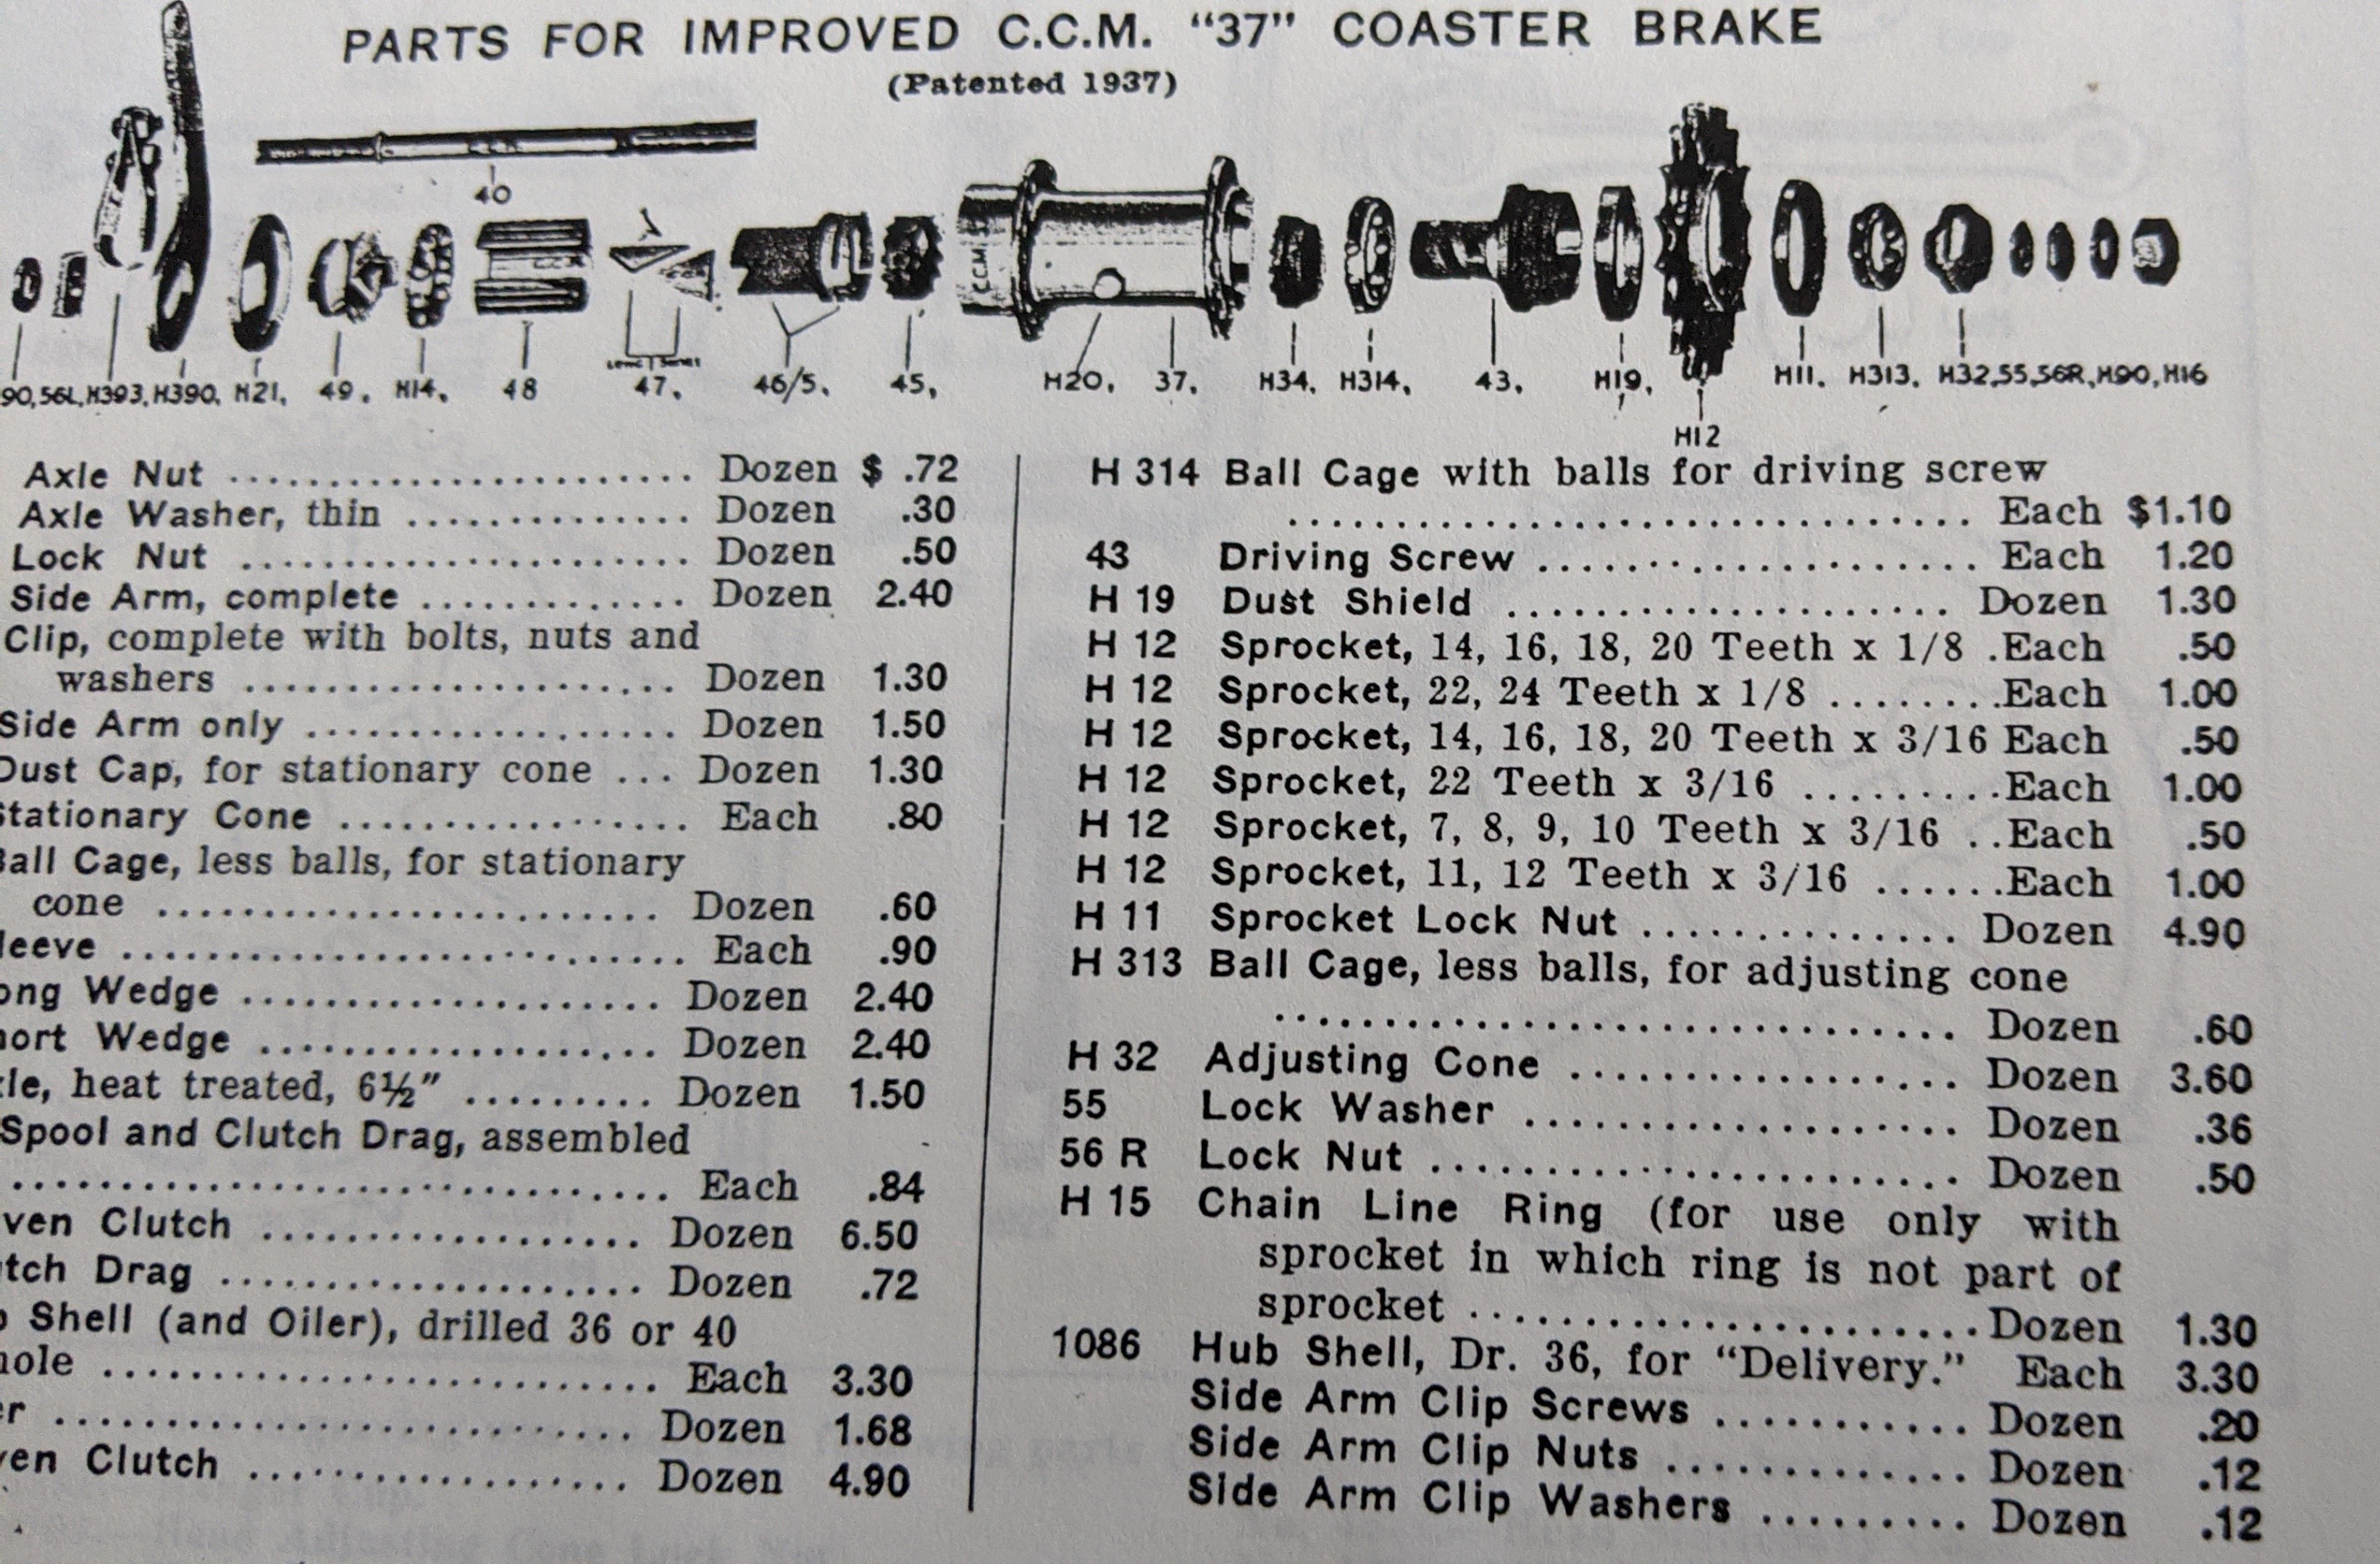 PARTS FOR IMPROVED C.C.M. "37" COASTER BRAKE
(Patented 1937)
40
90, 56L, H393, H390, H21, 49, H14, 48 47, 46/5, 45, H20, 37, H34, H314, 43, H19, H11, H313, H32, 55, 56R, H90, H16
H12
Axle Nut ........................ Dozen $ .72
Axle Washer, thin ............... Dozen .30
Lock Nut ........................ Dozen .50
Side Arm, complete .............. Dozen 2.40
Clip, complete with bolts, nuts and
washers ...................... Dozen 1.30
Side Arm only ................... Dozen 1.50
Dust Cap, for stationary cone ... Dozen 1.30
Stationary Cone .................. Each .80
Ball Cage, less balls, for stationary
cone ......................... Dozen .60
leeve ............................. Each .90
ong Wedge ...................... Dozen 2.40
hort Wedge ..................... Dozen 2.40
le, heat treated, 6½" .......... Dozen 1.50
Spool and Clutch Drag, assembled
.................................. Each .84
ven Clutch .................... Dozen 6.50
tch Drag ...................... Dozen .72
Shell (and Oiler), drilled 36 or 40
hole ............................. Each 3.30
r ............................... Dozen 1.68
en Clutch ..................... Dozen 4.90
H 314 Ball Cage with balls for driving screw
................................ Each $1.10
43 Driving Screw ..................... Each 1.20
H 19 Dust Shield .................... Dozen 1.30
H 12 Sprocket, 14, 16, 18, 20 Teeth x 1/8 .Each .50
H 12 Sprocket, 22, 24 Teeth x 1/8 ........Each 1.00
H 12 Sprocket, 14, 16, 18, 20 Teeth x 3/16 Each .50
H 12 Sprocket, 22 Teeth x 3/16 .........Each 1.00
H 12 Sprocket, 7, 8, 9, 10 Teeth x 3/16 ..Each .50
H 12 Sprocket, 11, 12 Teeth x 3/16 ......Each 1.00
H 11 Sprocket Lock Nut ............... Dozen 4.90
H 313 Ball Cage, less balls, for adjusting cone
................................ Dozen .60
H 32 Adjusting Cone .................. Dozen 3.60
55 Lock Washer .................... Dozen .36
56 R Lock Nut ......................... Dozen .50
H 15 Chain Line Ring (for use only with
sprocket in which ring is not part of
sprocket ........................Dozen 1.30
1086 Hub Shell, Dr. 36, for "Delivery." Each 3.30
Side Arm Clip Screws ............ Dozen .20
Side Arm Clip Nuts .............. Dozen .12
Side Arm Clip Washers ......... Dozen .12